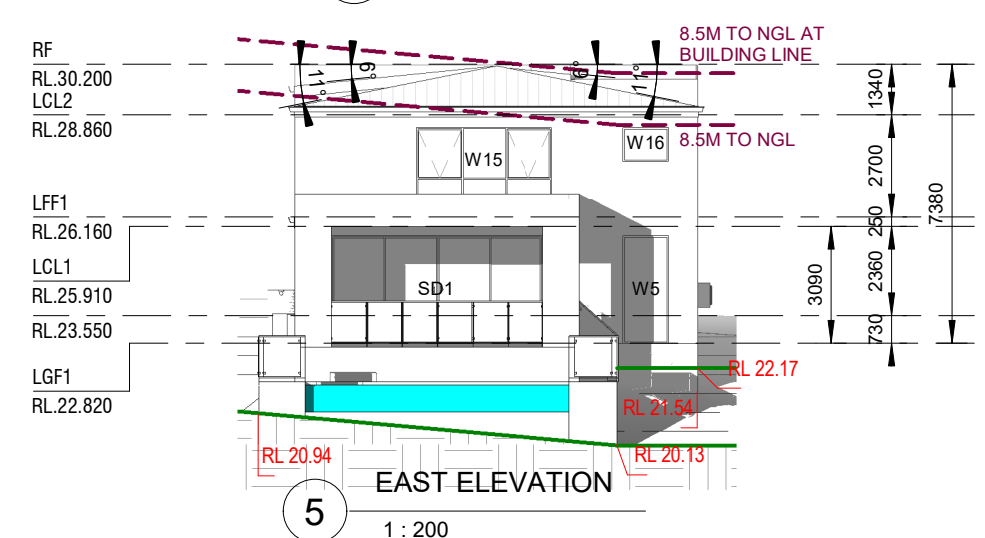 RF
RL.30.200
LCL2
RL.28.860
LFF1
RL.26.160
LCL1
RL.25.910
RL.23.550
LGF1
RL.22.820
8.5M TO NGL AT
BUILDING LINE
8.5M TO NGL
11°
9°
9°
11°
W15
W16
SD1
W5
1340
2700
250
2360
730
3090
7380
RL 22.17
RL 21.54
RL 20.94
RL 20.13
5
EAST ELEVATION
1 : 200